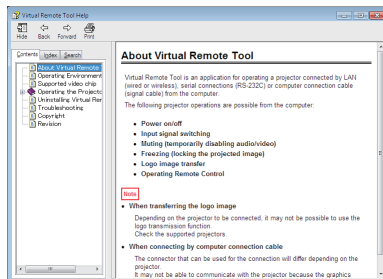 Virtual Remote Tool Help
Hide Back Forward Print
Contents Index Search
About Virtual Remote
Operating Environment
Supported video chip
Operating the Projecto
Uninstalling Virtual Rer
Troubleshooting
Copyright
Revision
About Virtual Remote Tool
Virtual Remote Tool is an application for operating a projector connected by LAN
(wired or wireless), serial connections (RS-232C) or computer connection cable
(signal cable) from the computer.
The following projector operations are possible from the computer:
• Power on/off
• Input signal switching
• Muting (temporarily disabling audio/video)
• Freezing (locking the projected image)
• Logo image transfer
• Operating Remote Control
Note
• When transferring the logo image
Depending on the projector to be connected, it may not be possible to use the
logo transmission function.
Check the supported projectors.
• When connecting by computer connection cable
The connector that can be used for the connection will differ depending on the
projector.
It may not be able to communicate with the projector because the graphics